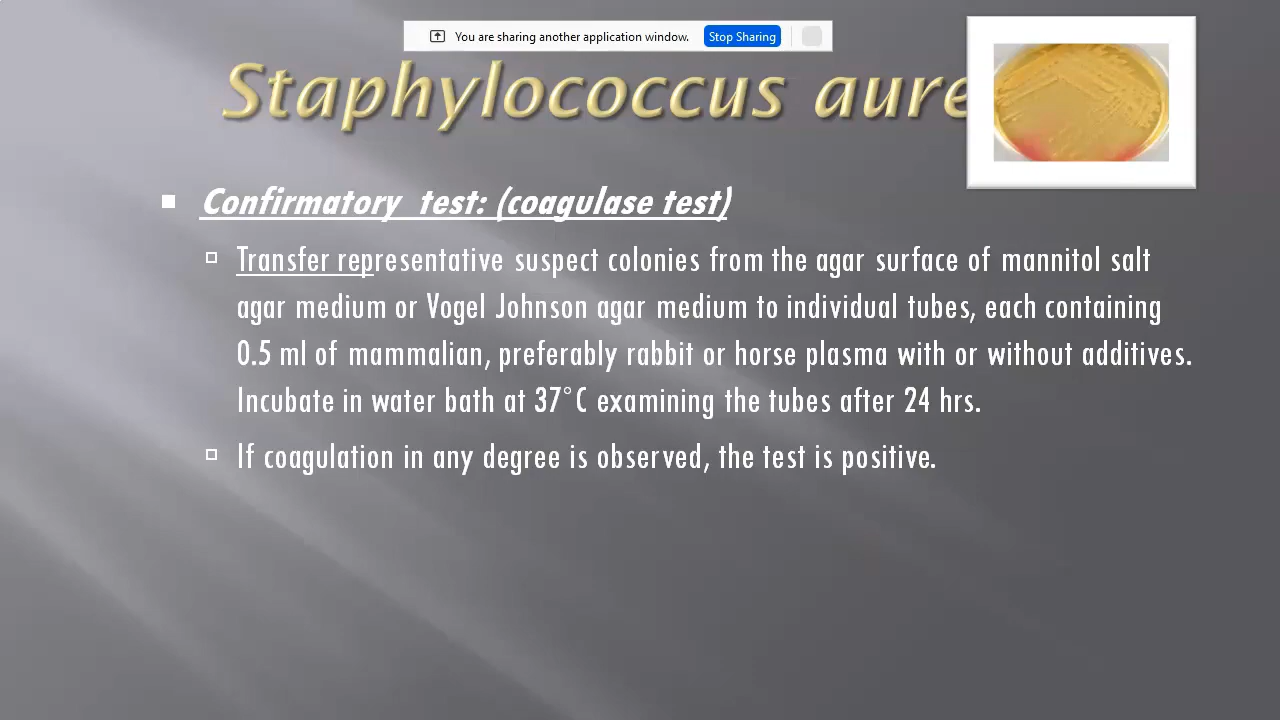 You are sharing another application window. Stop Sharing
Staphylococcus aure
Confirmatory test: (coagulase test)
Transfer representative suspect colonies from the agar surface of mannitol salt
agar medium or Vogel Johnson agar medium to individual tubes, each containing
0.5 ml of mammalian, preferably rabbit or horse plasma with or without additives.
Incubate in water bath at 37°C examining the tubes after 24 hrs.
If coagulation in any degree is observed, the test is positive.